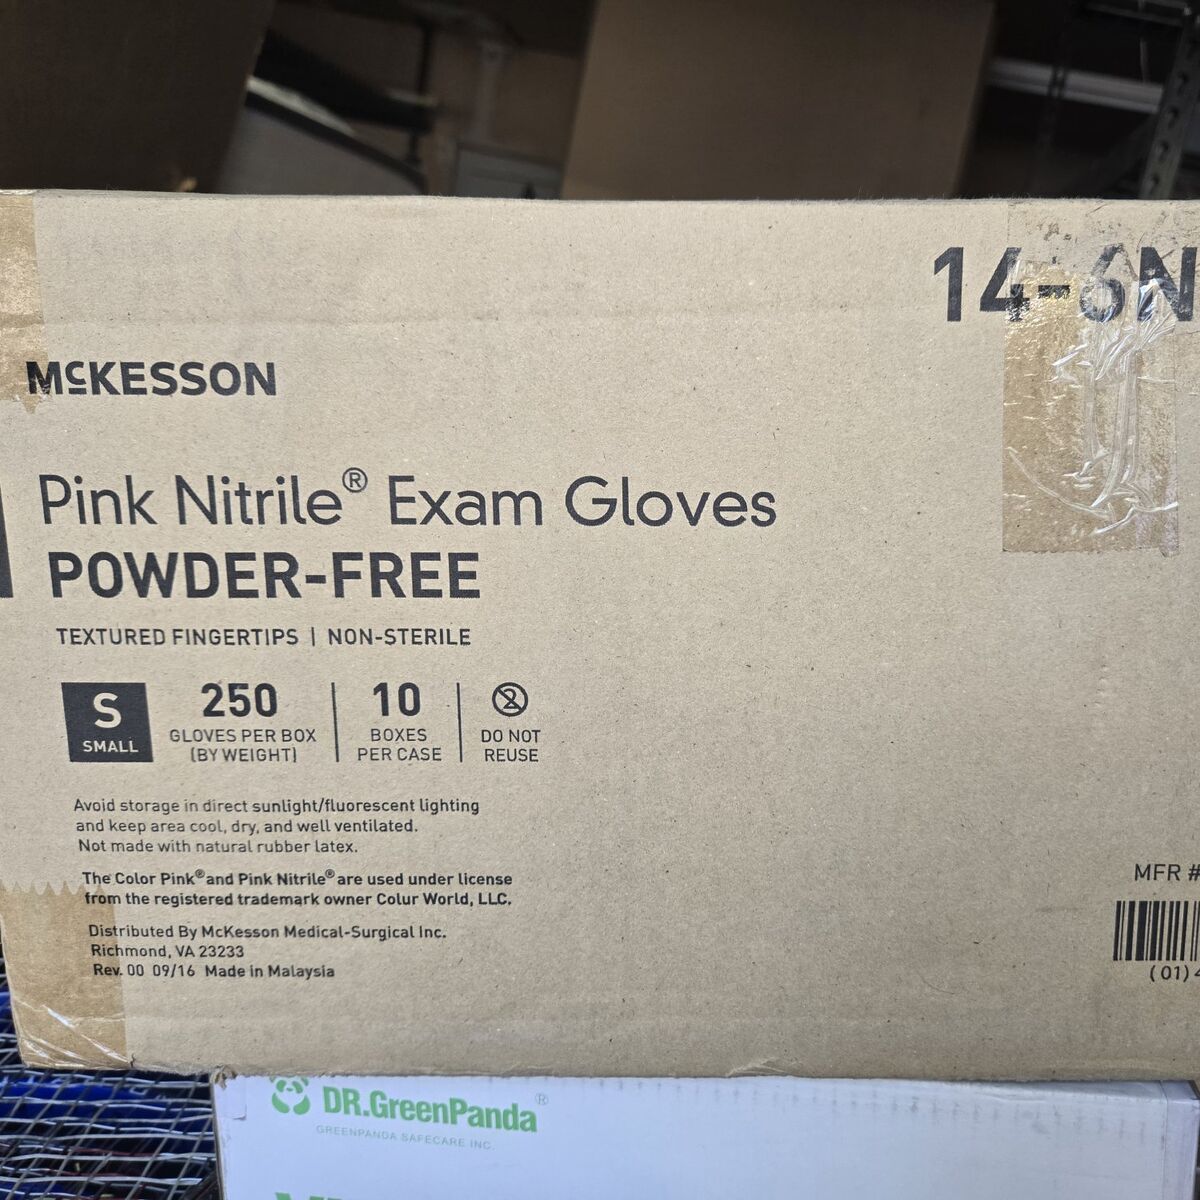 14-6N
McKESSON
Pink Nitrile® Exam Gloves
POWDER-FREE
TEXTURED FINGERTIPS | NON-STERILE
S
SMALL
250
GLOVES PER BOX
(BY WEIGHT)
10
BOXES
PER CASE
2
DO NOT
REUSE
Avoid storage in direct sunlight/fluorescent lighting
and keep area cool, dry, and well ventilated.
Not made with natural rubber latex.
The Color Pink® and Pink Nitrile® are used under license
from the registered trademark owner Colur World, LLC.
Distributed By McKesson Medical-Surgical Inc.
Richmond, VA 23233
Rev. 00 09/16 Made in Malaysia
MFR #
(01)4
DR.GreenPanda®
GREENPANDA SAFECARE INC.